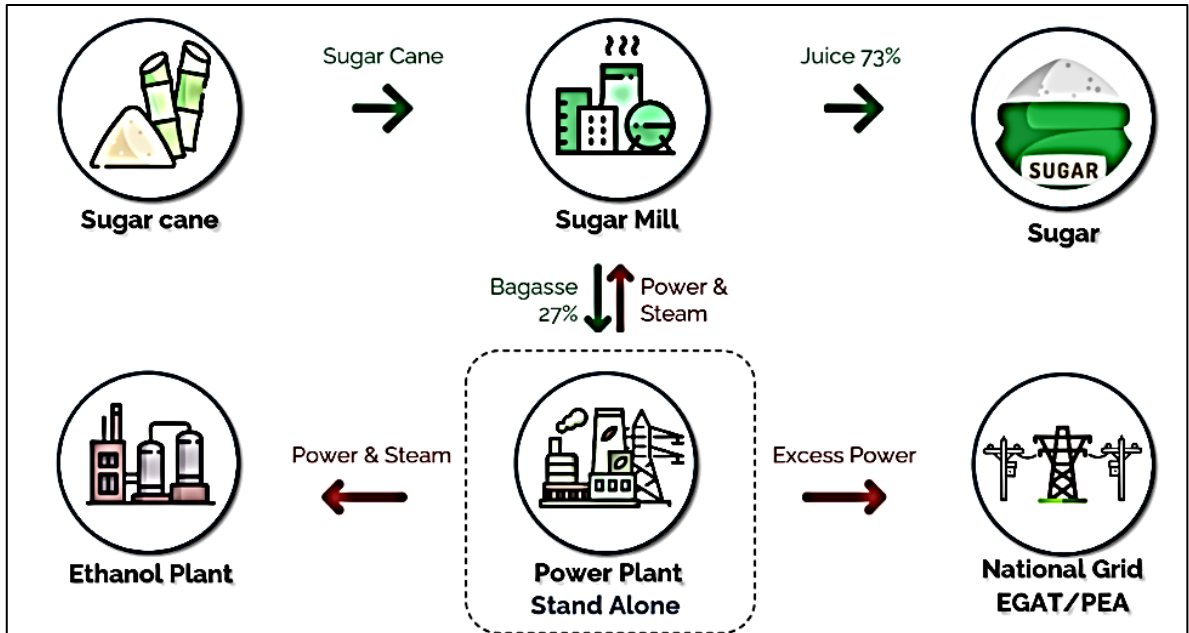 Sugar Cane
Juice 73%
SUGAR
Sugar cane
Sugar Mill
Sugar
Bagasse
27%
Power &
Steam
Power & Steam
Excess Power
Ethanol Plant
Power Plant
Stand Alone
National Grid
EGAT/PEA